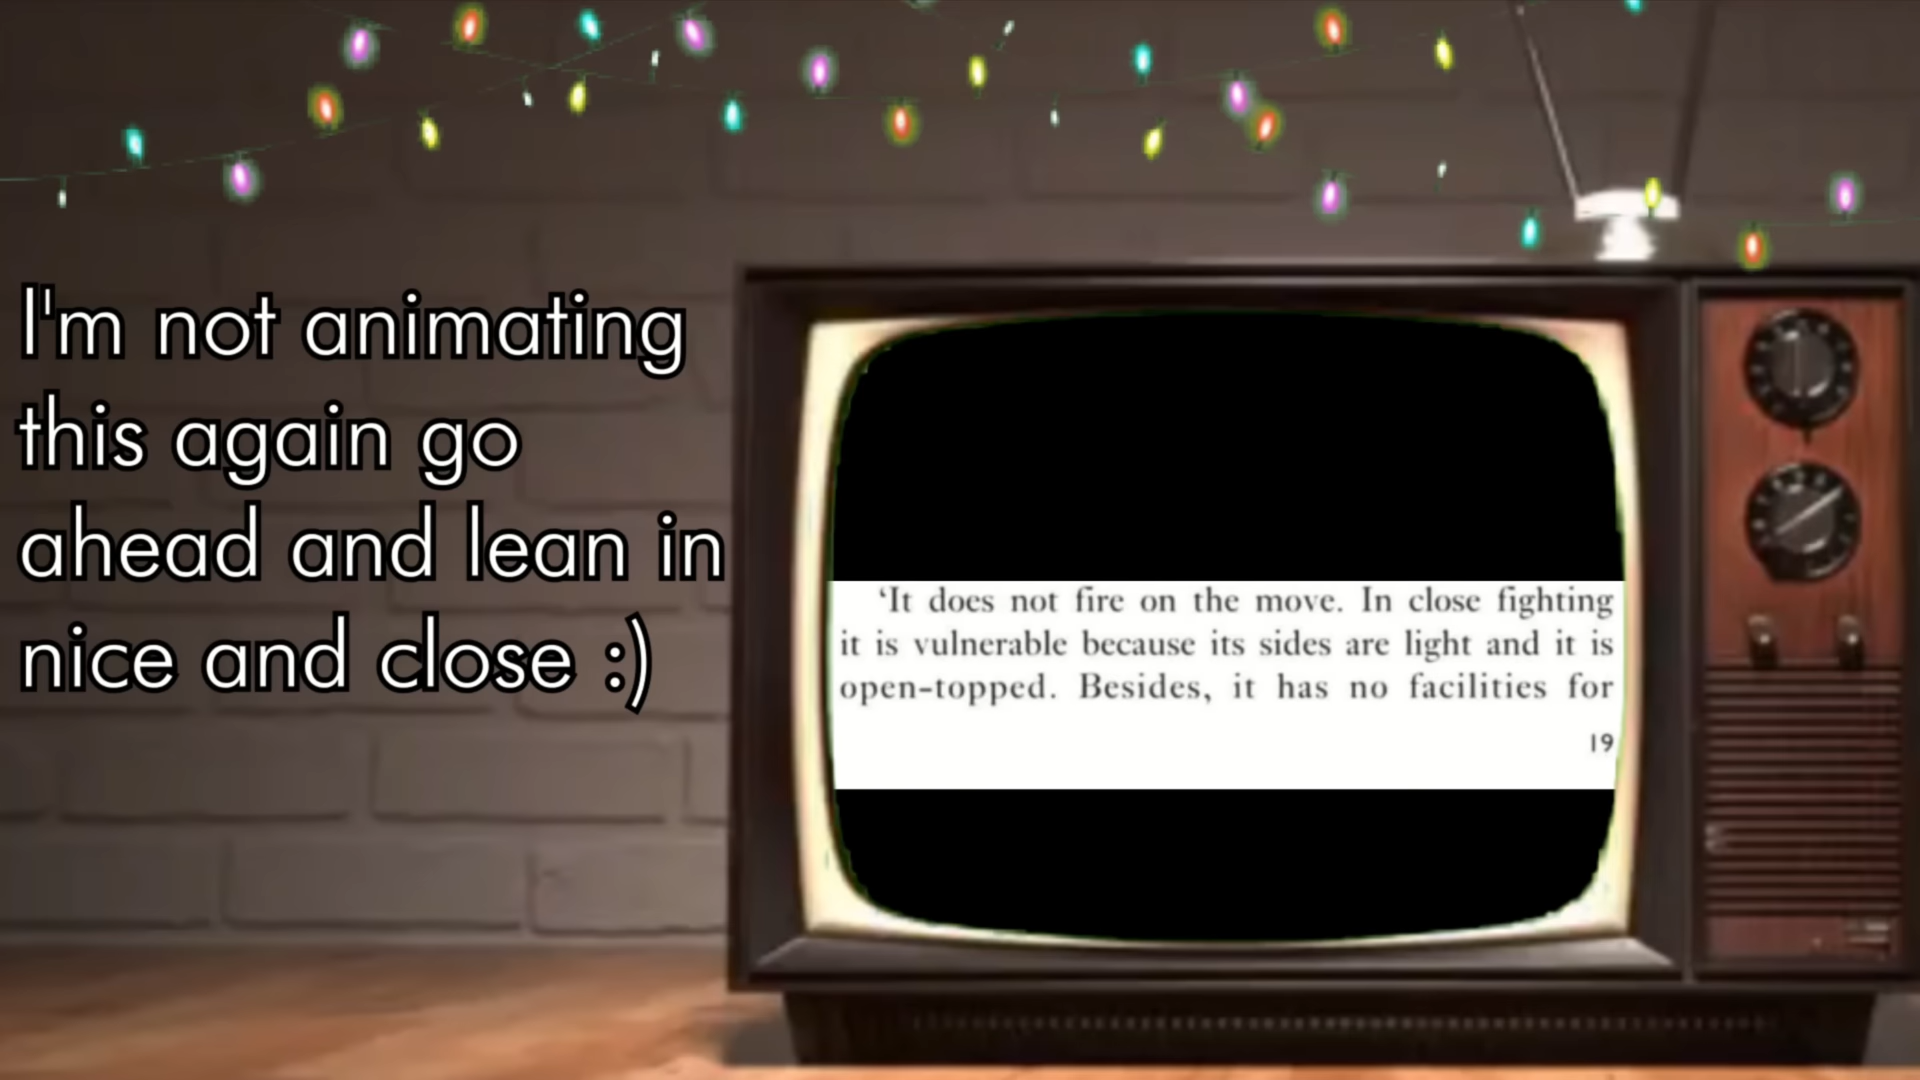 I'm not animating
this again go
ahead and lean in
nice and close :)
‘It does not fire on the move. In close fighting
it is vulnerable because its sides are light and it is
open-topped. Besides, it has no facilities for
19